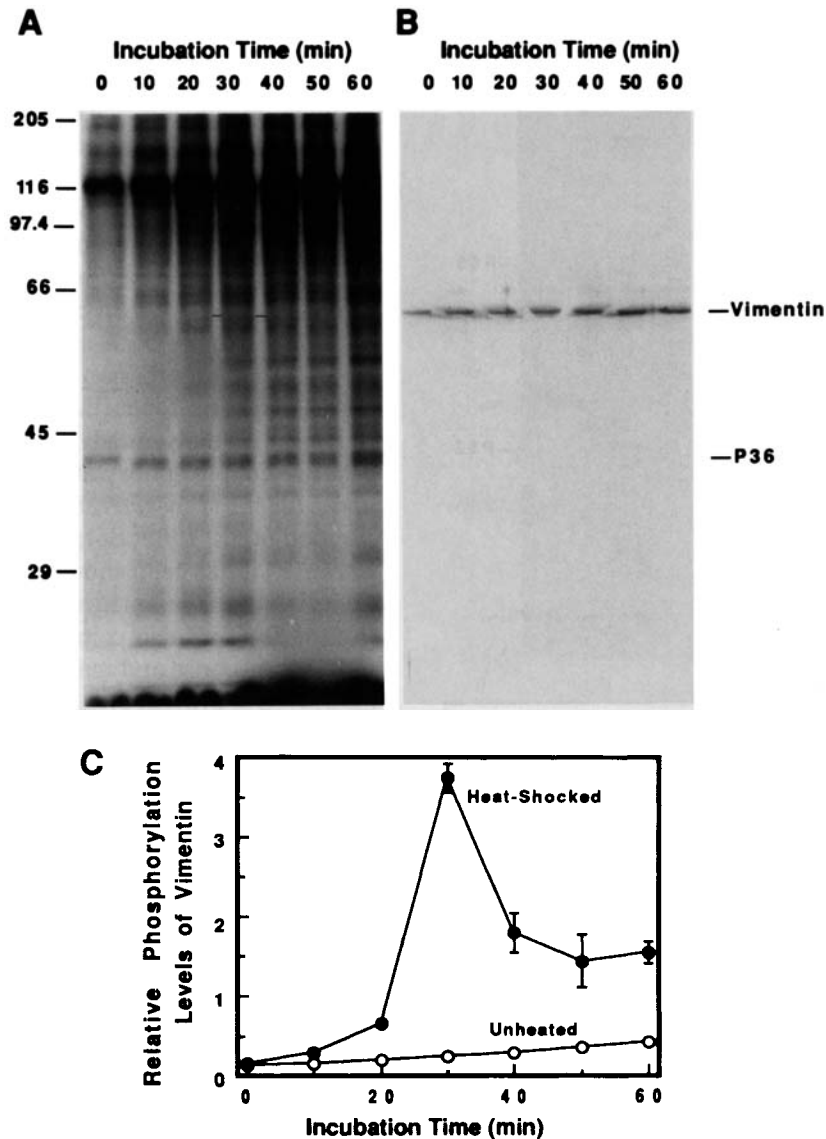 A
Incubation Time (min)
0 10 20 30 40 50 60
205
116
97.4
66
45
29
B
Incubation Time (min)
0 10 20 30 40 50 60
Vimentin
P36
C
Relative Phosphorylation
Levels of Vimentin
4
3
2
1
0
Heat-Shocked
Unheated
0 20 40 60
Incubation Time (min)